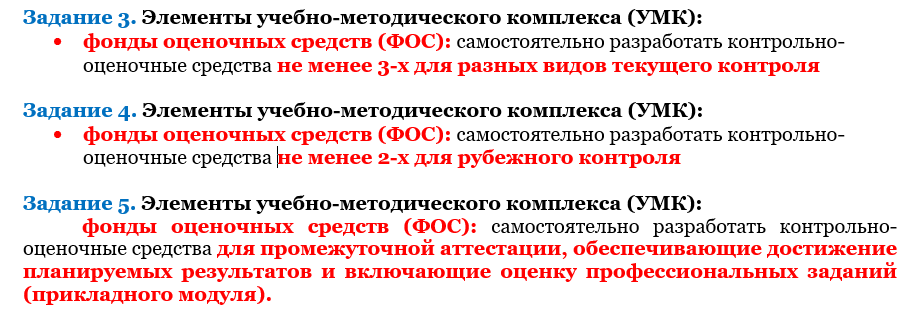 Задание 3. Элементы учебно-методического комплекса (УМК):
• фонды оценочных средств (ФОС): самостоятельно разработать контрольно-
оценочные средства не менее 3-х для разных видов текущего контроля
Задание 4. Элементы учебно-методического комплекса (УМК):
• фонды оценочных средств (ФОС): самостоятельно разработать контрольно-
оценочные средства не менее 2-х для рубежного контроля
Задание 5. Элементы учебно-методического комплекса (УМК):
фонды оценочных средств (ФОС): самостоятельно разработать контрольно-
оценочные средства для промежуточной аттестации, обеспечивающие достижение
планируемых результатов и включающие оценку профессиональных заданий
(прикладного модуля).